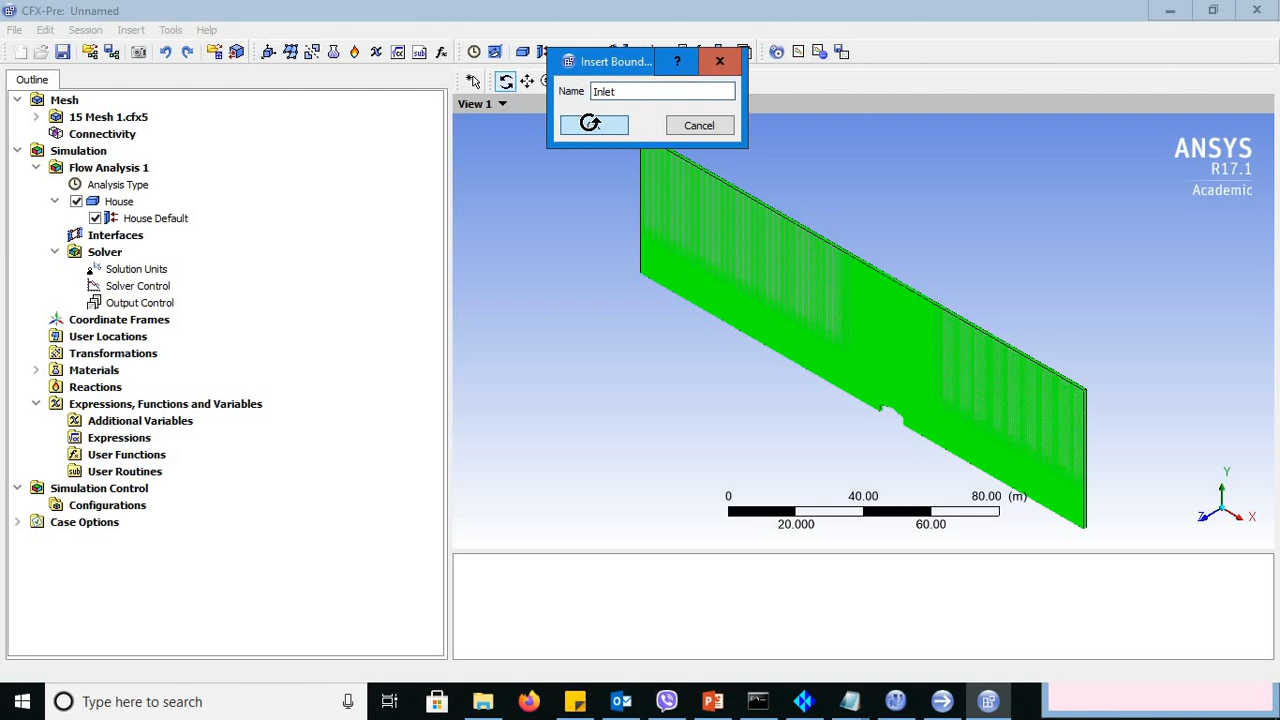 CFX-Pre: Unnamed
File Edit Session Insert Tools Help
Insert Bound... ?
Name Inlet
Cancel
Outline
View 1
Mesh
15 Mesh 1.cfx5
Connectivity
Simulation
Flow Analysis 1
Analysis Type
House
House Default
Interfaces
Solver
Solution Units
Solver Control
Output Control
Coordinate Frames
User Locations
Transformations
Materials
Reactions
Expressions, Functions and Variables
Additional Variables
Expressions
User Functions
User Routines
Simulation Control
Configurations
Case Options
ANSYS
R17.1
Academic
0 40.00 80.00 (m)
20.000 60.00
Y
Z X
Type here to search